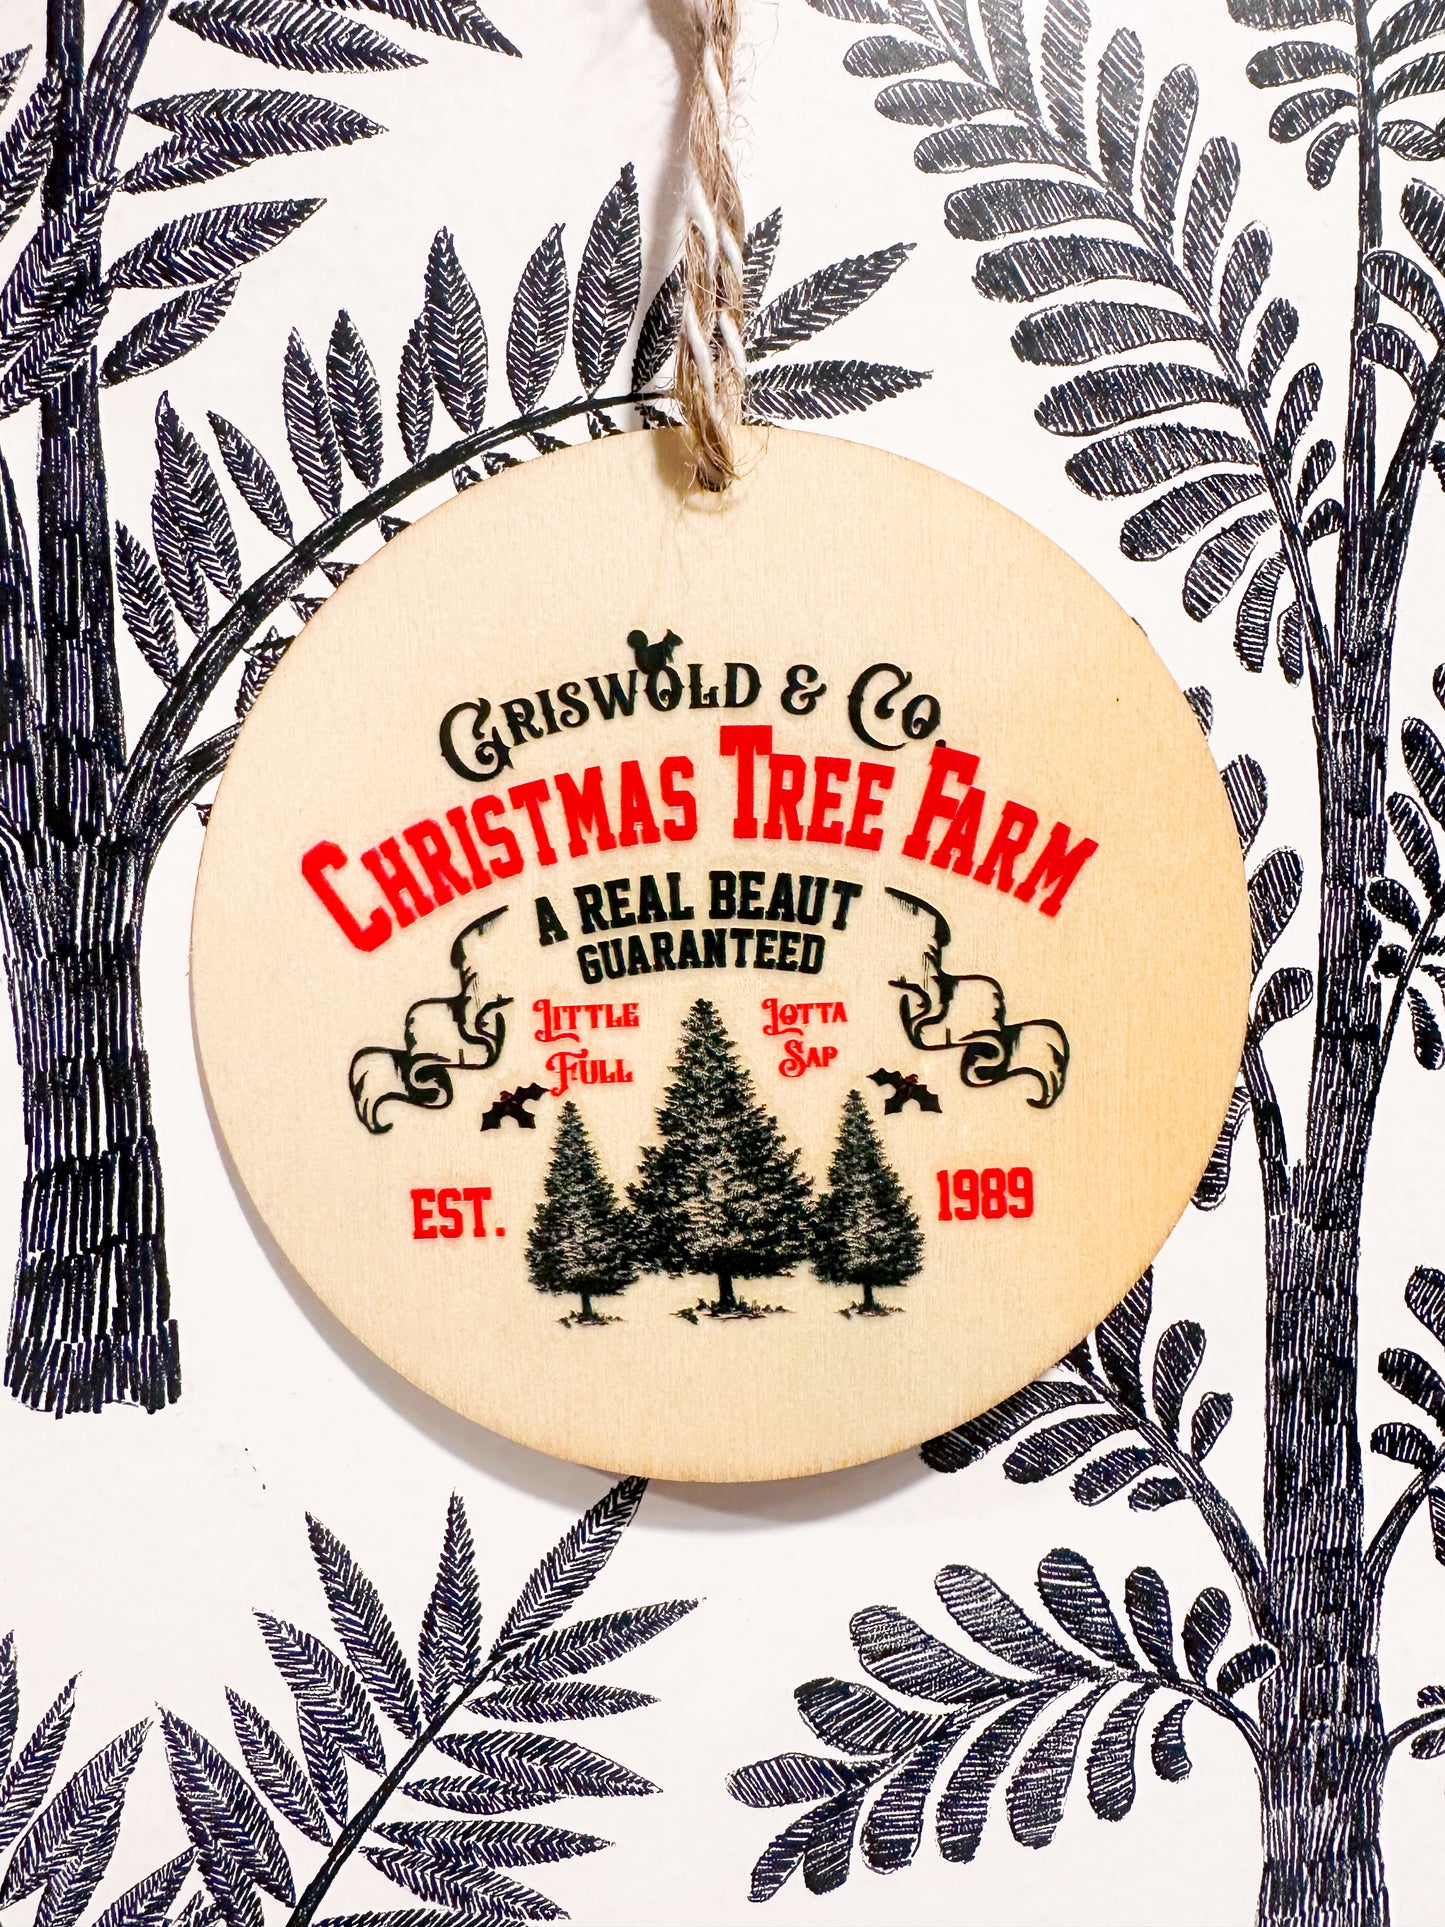 GRISWOLD & CO.
CHRISTMAS TREE FARM
A REAL BEAUT
GUARANTEED
LITTLE
FULL
LOTTA
SAP
EST.
1989